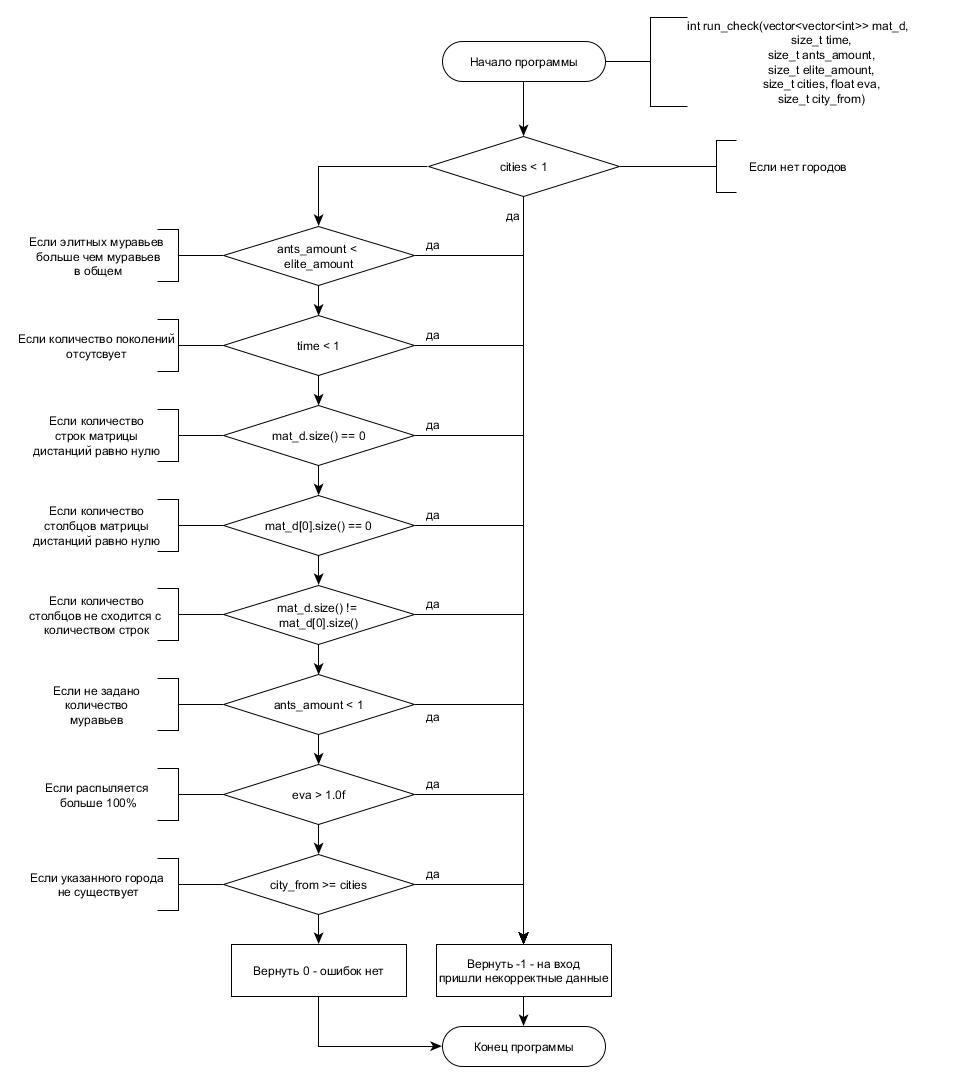 Начало программы
int run_check(vector<vector<int>> mat_d,
size_t time,
size_t ants_amount,
size_t elite_amount,
size_t cities, float eva,
size_t city_from)
cities < 1
Если нет городов
да
Если элитных муравьев
больше чем муравьев
в общем
ants_amount <
elite_amount
да
Если количество поколений
отсутсвует
time < 1
да
Если количество
строк матрицы
дистанций равно нулю
mat_d.size() == 0
да
Если количество
столбцов матрицы
дистанций равно нулю
mat_d[0].size() == 0
да
Если количество
столбцов не сходится с
количеством строк
mat_d.size() !=
mat_d[0].size()
да
Если не задано
количество
муравьев
ants_amount < 1
да
Если распыляется
больше 100%
eva > 1.0f
да
Если указанного города
не существует
city_from >= cities
да
Вернуть 0 - ошибок нет
Вернуть -1 - на вход
пришли некорректные данные
Конец программы